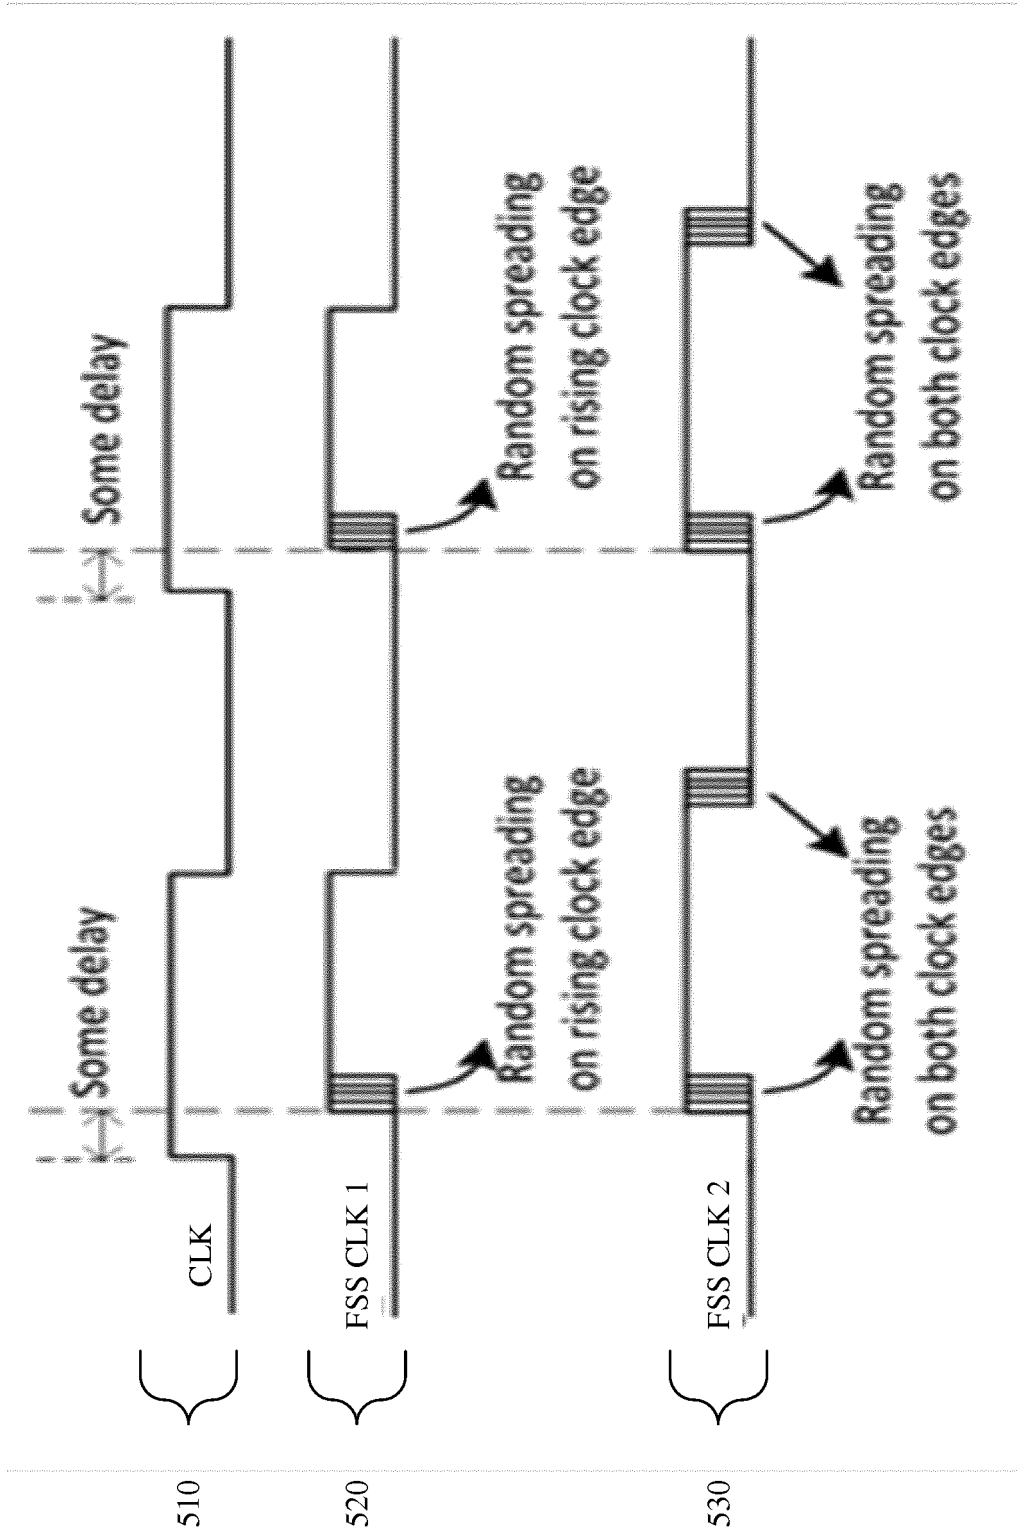 Some delay
Some delay
510
CLK
520
FSS CLK 1
Random spreading
on rising clock edge
Random spreading
on rising clock edge
530
FSS CLK 2
Random spreading
on both clock edges
Random spreading
on both clock edges